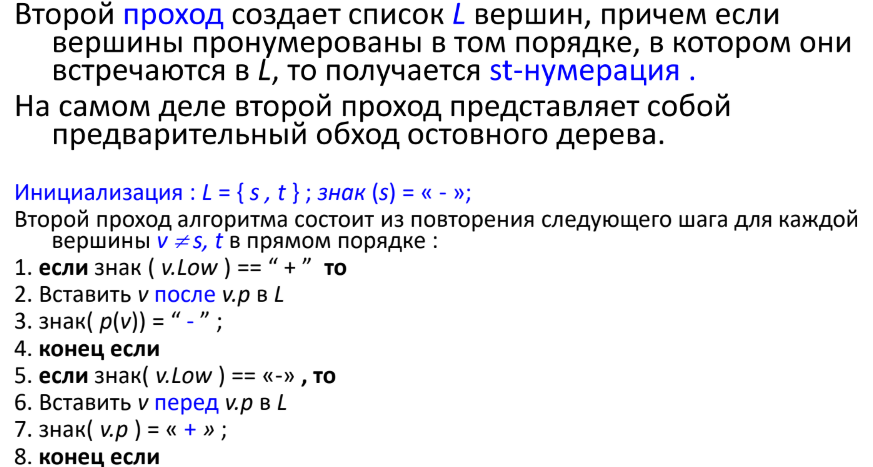 Второй проход создает список L вершин, причем если
вершины пронумерованы в том порядке, в котором они
встречаются в L, то получается st-нумерация .
На самом деле второй проход представляет собой
предварительный обход остовного дерева.
Инициализация : L = { s , t } ; знак (s) = « - »;
Второй проход алгоритма состоит из повторения следующего шага для каждой
вершины v ≠ s, t в прямом порядке :
1. если знак ( v.Low ) == “ + ” то
2. Вставить v после v.p в L
3. знак( p(v)) = “ - ” ;
4. конец если
5. если знак( v.Low ) == «-» , то
6. Вставить v перед v.p в L
7. знак( v.p ) = « + » ;
8. конец если